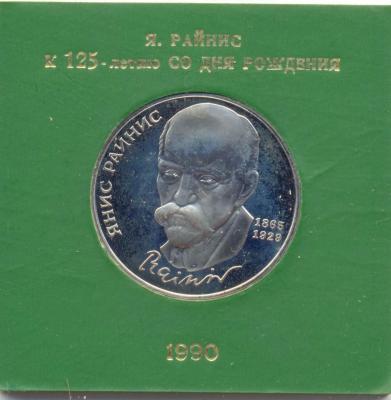 Я. РАЙНИС
К 125-летию СО ДНЯ РОЖДЕНИЯ
ЯНИС РАЙНИС
1865
1929
Rainis
1990